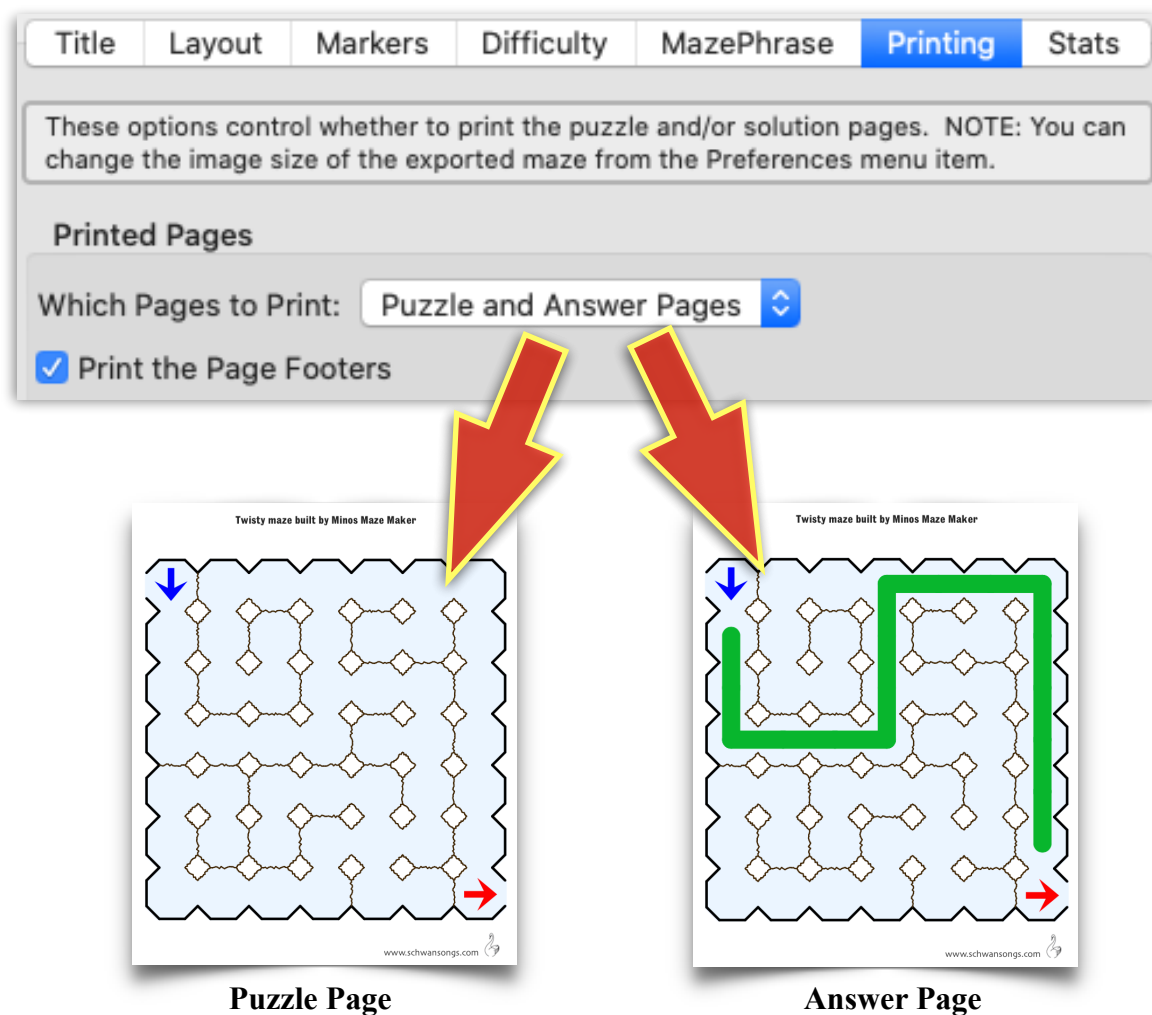 Title Layout Markers Difficulty MazePhrase Printing Stats
These options control whether to print the puzzle and/or solution pages. NOTE: You can
change the image size of the exported maze from the Preferences menu item.
Printed Pages
Which Pages to Print: Puzzle and Answer Pages
Print the Page Footers
Twisty maze built by Minos Maze Maker
www.schwansongs.com
Puzzle Page
Twisty maze built by Minos Maze Maker
www.schwansongs.com
Answer Page